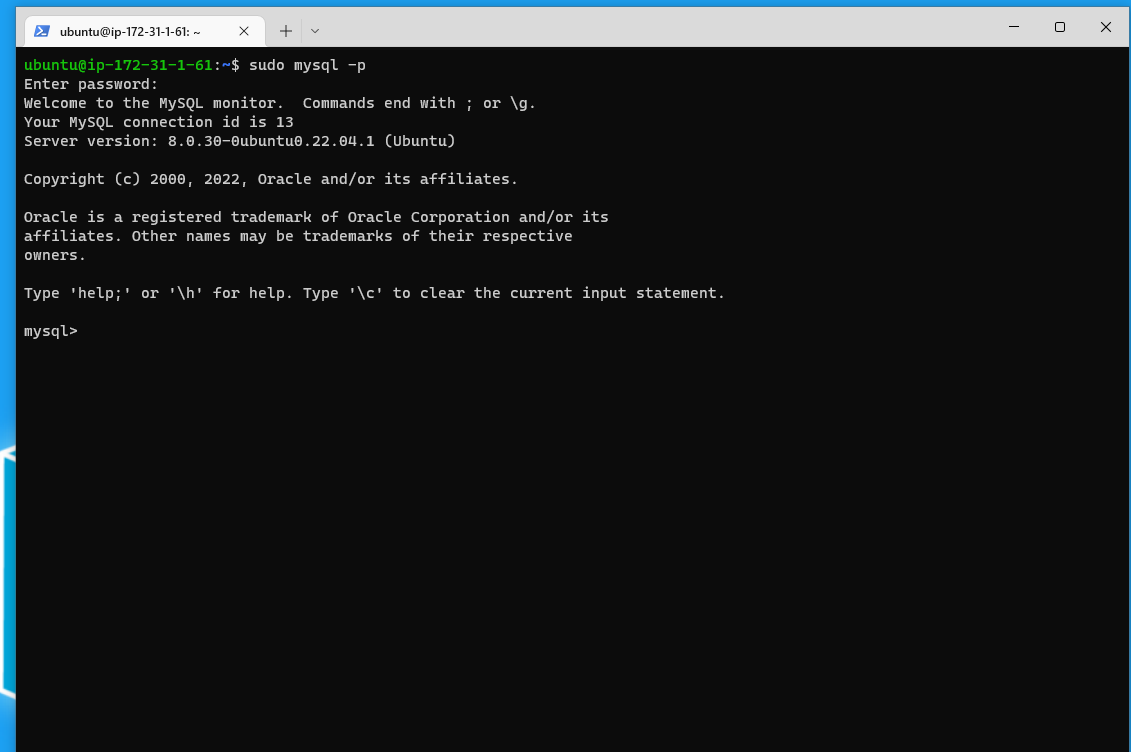 ubuntu@ip-172-31-1-61: ~
ubuntu@ip-172-31-1-61:~$ sudo mysql -p
Enter password:
Welcome to the MySQL monitor.  Commands end with ; or \g.
Your MySQL connection id is 13
Server version: 8.0.30-0ubuntu0.22.04.1 (Ubuntu)
Copyright (c) 2000, 2022, Oracle and/or its affiliates.
Oracle is a registered trademark of Oracle Corporation and/or its
affiliates. Other names may be trademarks of their respective
owners.
Type 'help;' or '\h' for help. Type '\c' to clear the current input statement.
mysql>